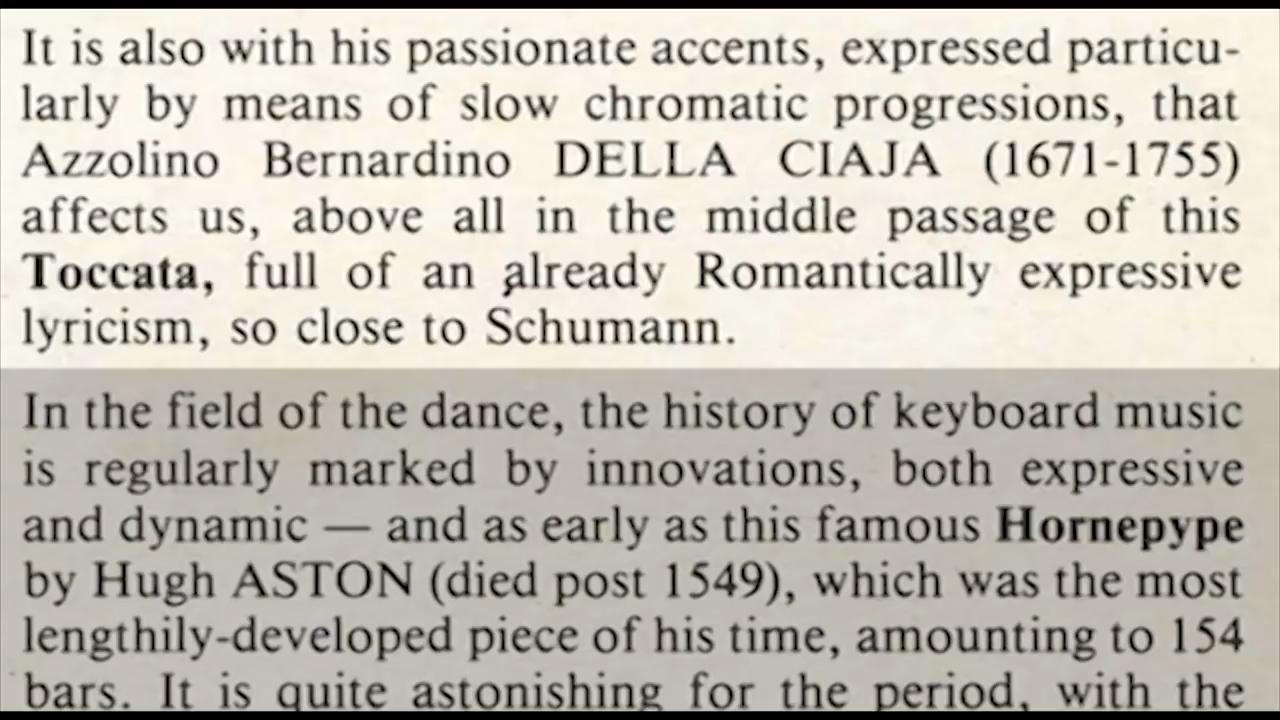 It is also with his passionate accents, expressed particu-
larly by means of slow chromatic progressions, that
Azzolino Bernardino DELLA CIAJA (1671-1755)
affects us, above all in the middle passage of this
Toccata, full of an already Romantically expressive
lyricism, so close to Schumann.
In the field of the dance, the history of keyboard music
is regularly marked by innovations, both expressive
and dynamic — and as early as this famous Hornepype
by Hugh ASTON (died post 1549), which was the most
lengthily-developed piece of his time, amounting to 154
bars. It is quite astonishing for the period, with the